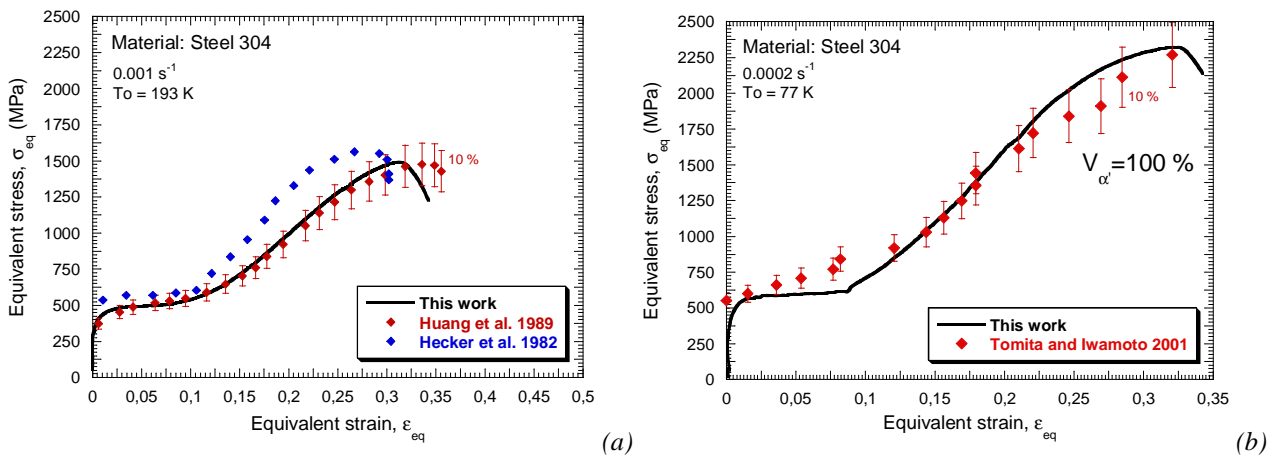 2500
2250
2000
1750
1500
1250
1000
750
500
250
0
Equivalent stress, σeq (MPa)
Material: Steel 304
0.001 s-1
To = 193 K
10 %
This work
Huang et al. 1989
Hecker et al. 1982
0 0,05 0,1 0,15 0,2 0,25 0,3 0,35 0,4 0,45 0,5
Equivalent strain, εeq
(a)
2500
2250
2000
1750
1500
1250
1000
750
500
250
0
Equivalent stress, σeq (MPa)
Material: Steel 304
0.0002 s-1
To = 77 K
10 %
Vα'=100 %
This work
Tomita and Iwamoto 2001
0 0,05 0,1 0,15 0,2 0,25 0,3 0,35
Equivalent strain, εeq
(b)